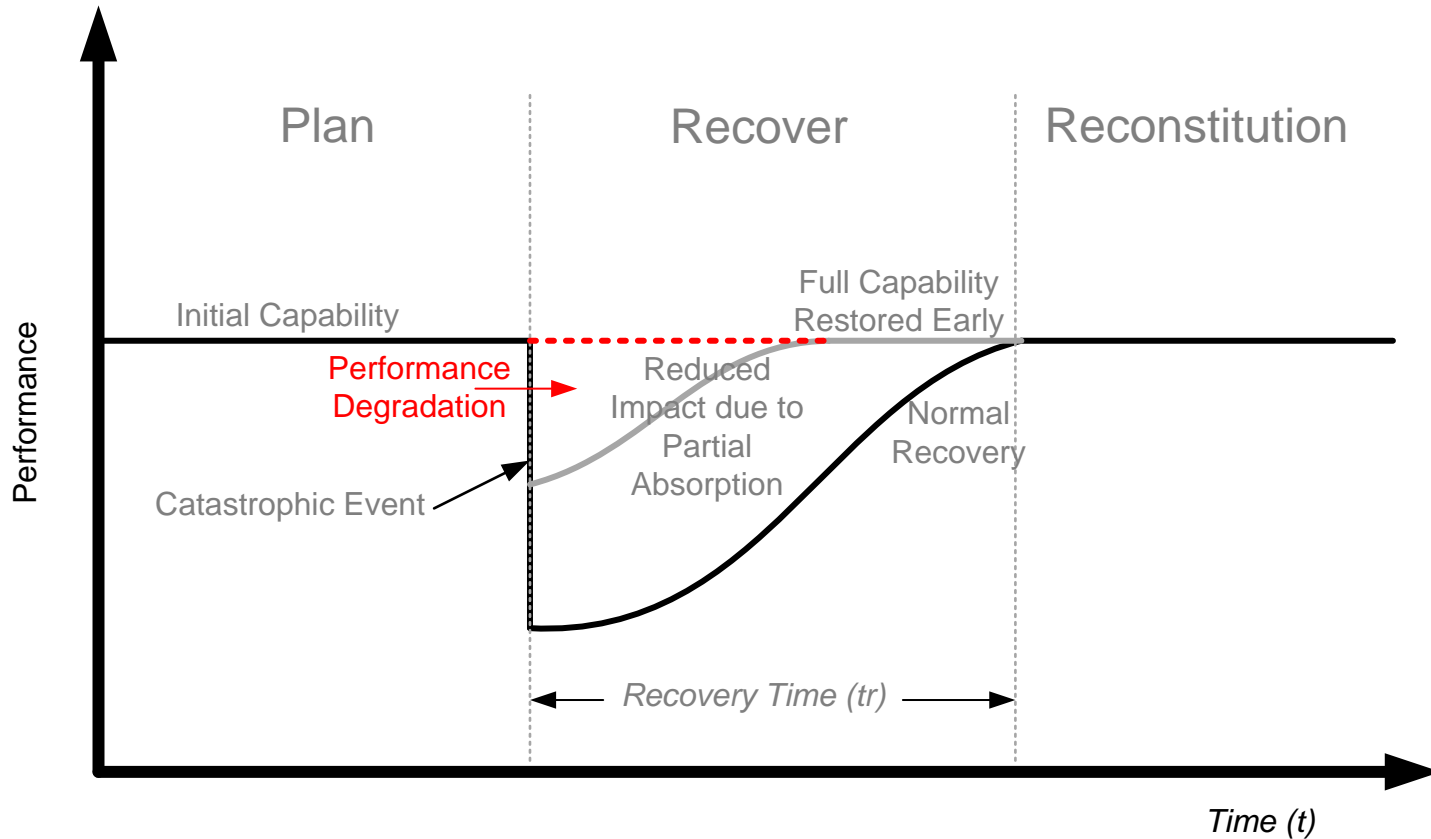 Plan
Recover
Reconstitution
Full Capability
Restored Early
Initial Capability
Performance
Performance
Degradation
Reduced
Impact due to
Partial
Absorption
Normal
Recovery
Catastrophic Event
Recovery Time (tr)
Time (t)